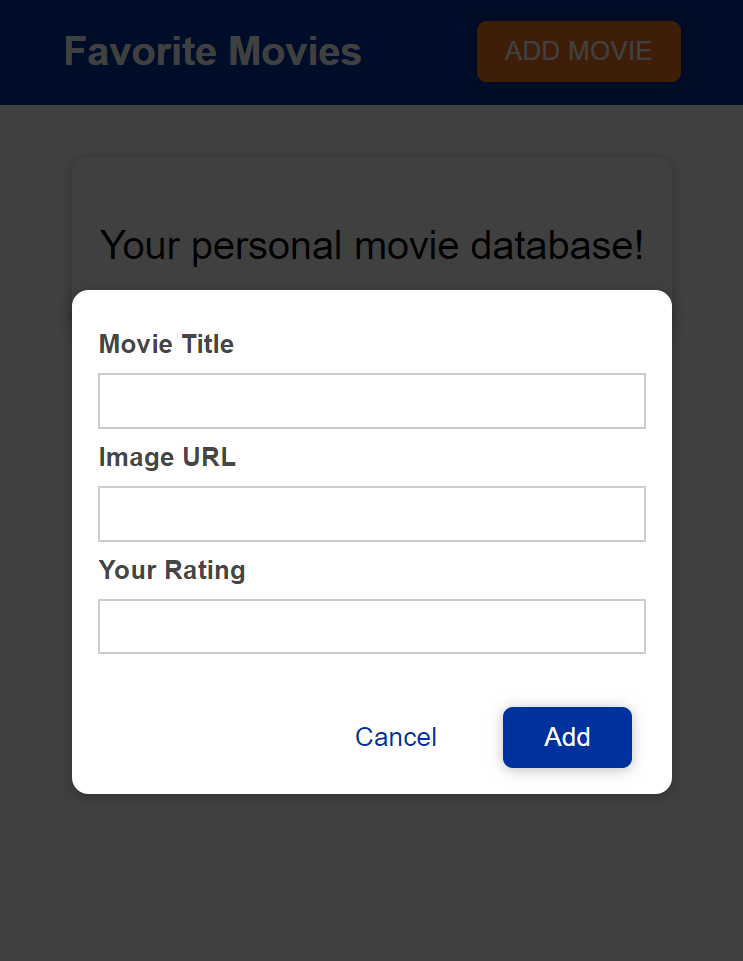 Favorite Movies
ADD MOVIE
Your personal movie database!
Movie Title
Image URL
Your Rating
Cancel
Add